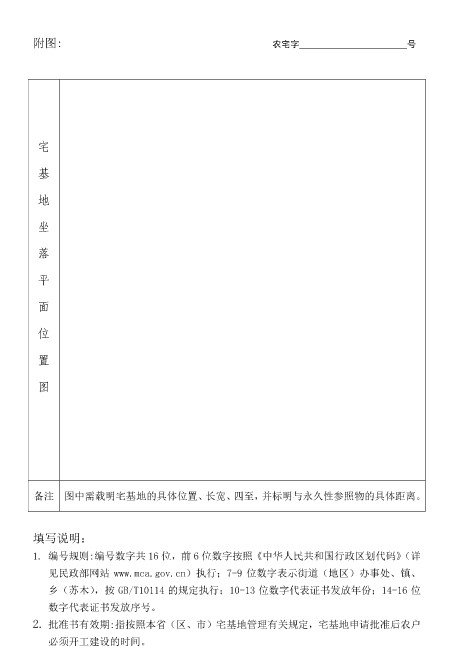 附图: 农宅字____________________号
宅
基
地
坐
落
平
面
位
置
图
备注 图中需载明宅基地的具体位置、长宽、四至,并标明与永久性参照物的具体距离。
填写说明:
1. 编号规则:编号数字共16位,前6位数字按照《中华人民共和国行政区划代码》(详
见民政部网站 www.mca.gov.cn)执行;7-9 位数字表示街道(地区)办事处、镇、
乡(苏木),按 GB/T10114 的规定执行;10-13 位数字代表证书发放年份;14-16 位
数字代表证书发放序号。
2. 批准书有效期:指按照本省(区、市)宅基地管理有关规定,宅基地申请批准后农户
必须开工建设的时间。